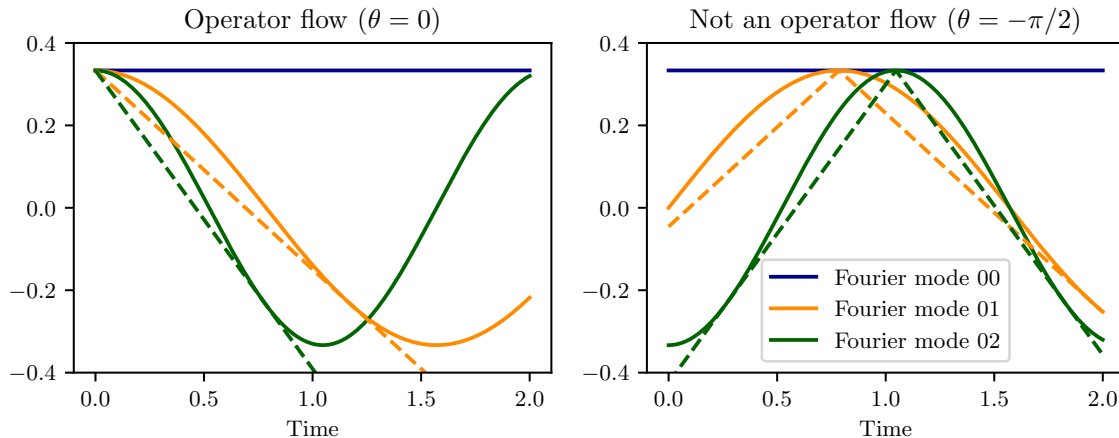 Operator flow (θ = 0)
0.4
0.2
0.0
−0.2
−0.4
0.0 0.5 1.0 1.5 2.0
Time
Not an operator flow (θ = −π/2)
0.4
0.2
0.0
−0.2
−0.4
Fourier mode 00
Fourier mode 01
Fourier mode 02
0.0 0.5 1.0 1.5 2.0
Time